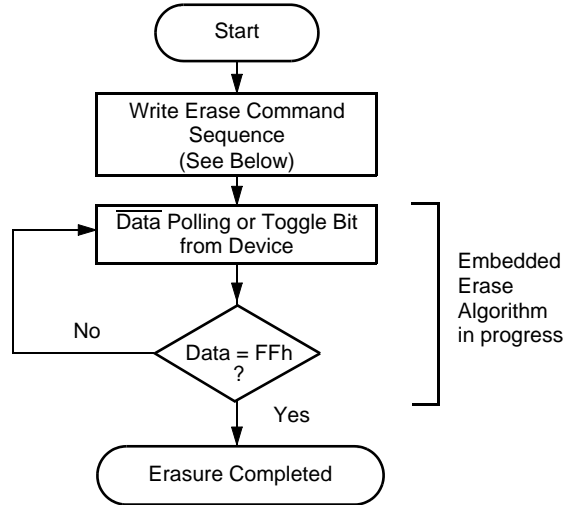 Start
Write Erase Command
Sequence
(See Below)
Data Polling or Toggle Bit
from Device
Embedded
Erase
Algorithm
in progress
No
Data = FFh
?
Yes
Erasure Completed